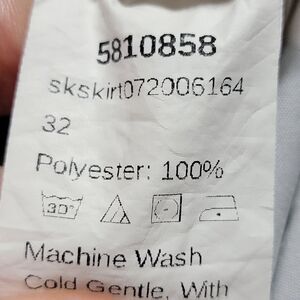 5810858
skskirt072006164
32
Polyester: 100%
30°
Machine Wash
Cold Gentle, With